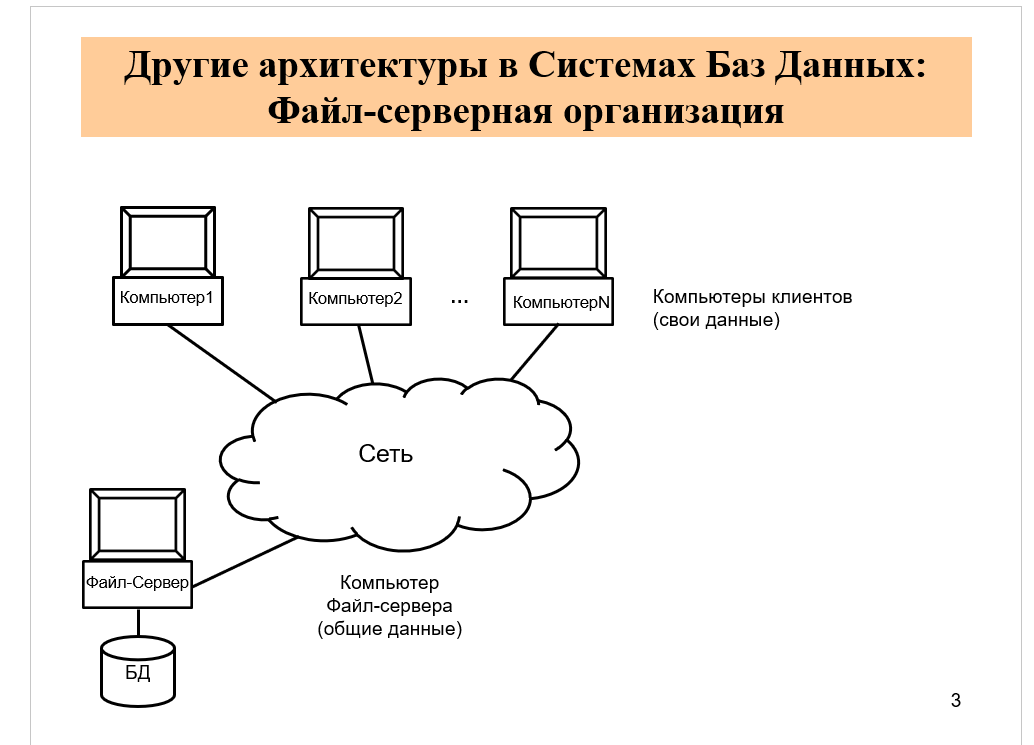 Другие архитектуры в Системах Баз Данных:
Файл-серверная организация
Компьютер1
Компьютер2
...
КомпьютерN
Компьютеры клиентов
(свои данные)
Сеть
Файл-Сервер
Компьютер
Файл-сервера
(общие данные)
БД
3